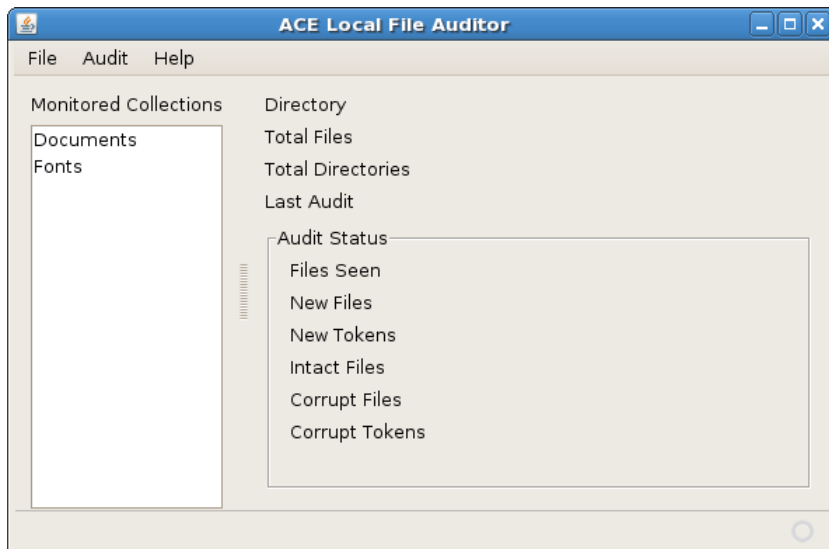 ACE Local File Auditor
File Audit Help
Monitored Collections
Documents
Fonts
Directory
Total Files
Total Directories
Last Audit
Audit Status
Files Seen
New Files
New Tokens
Intact Files
Corrupt Files
Corrupt Tokens